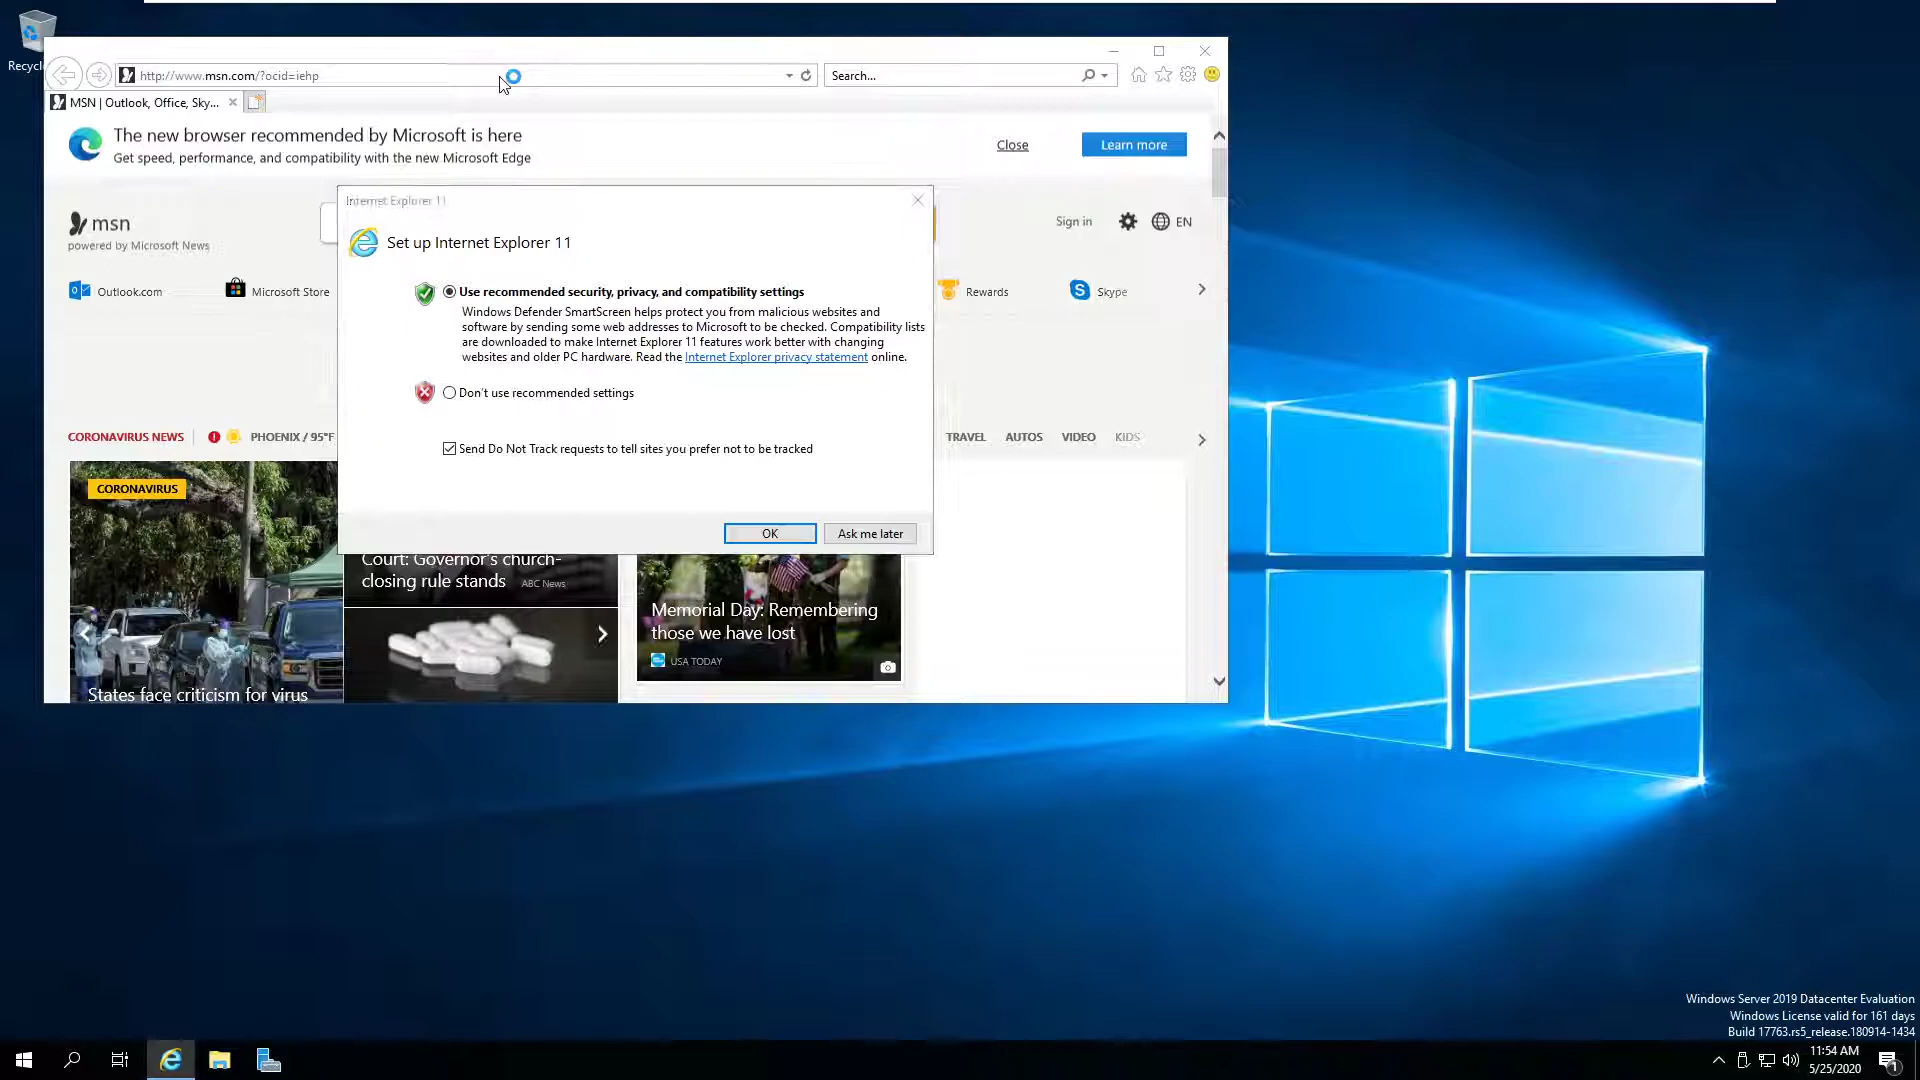 Recycle
http://www.msn.com/?ocid=iehp
Search...
MSN | Outlook, Office, Sky...
The new browser recommended by Microsoft is here
Get speed, performance, and compatibility with the new Microsoft Edge
Close
Learn more
msn
powered by Microsoft News
Sign in
EN
Outlook.com
Microsoft Store
Rewards
Skype
Internet Explorer 11
Set up Internet Explorer 11
Use recommended security, privacy, and compatibility settings
Windows Defender SmartScreen helps protect you from malicious websites and
software by sending some web addresses to Microsoft to be checked. Compatibility lists
are downloaded to make Internet Explorer 11 features work better with changing
websites and older PC hardware. Read the Internet Explorer privacy statement online.
Don't use recommended settings
Send Do Not Track requests to tell sites you prefer not to be tracked
OK
Ask me later
CORONAVIRUS NEWS
PHOENIX / 95°F
TRAVEL
AUTOS
VIDEO
KIDS
CORONAVIRUS
States face criticism for virus
Court: Governor's church-
closing rule stands ABC News
Memorial Day: Remembering
those we have lost
USA TODAY
Windows Server 2019 Datacenter Evaluation
Windows License valid for 161 days
Build 17763.rs5_release.180914-1434
11:54 AM
5/25/2020
1